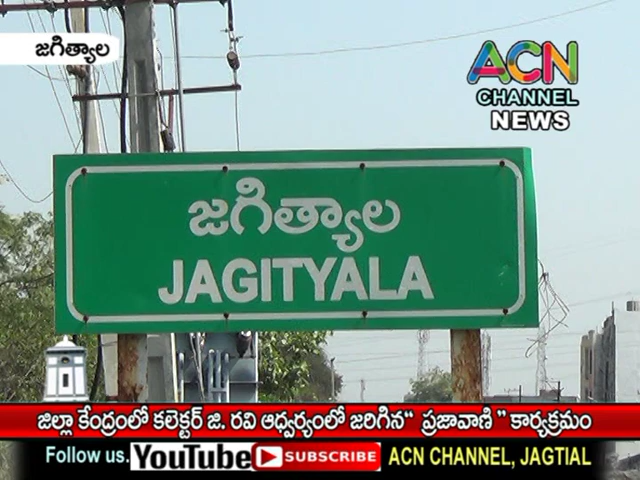 జగిత్యాల
ACN
CHANNEL
NEWS
జగిత్యాల
JAGITYALA
జిల్లా కేంద్రంలో కలెక్టర్ జి. రవి ఆధ్వర్యంలో జరిగిన “ ప్రజావాణి ” కార్యక్రమం
Follow us. YouTube SUBSCRIBE ACN CHANNEL, JAGTIAL